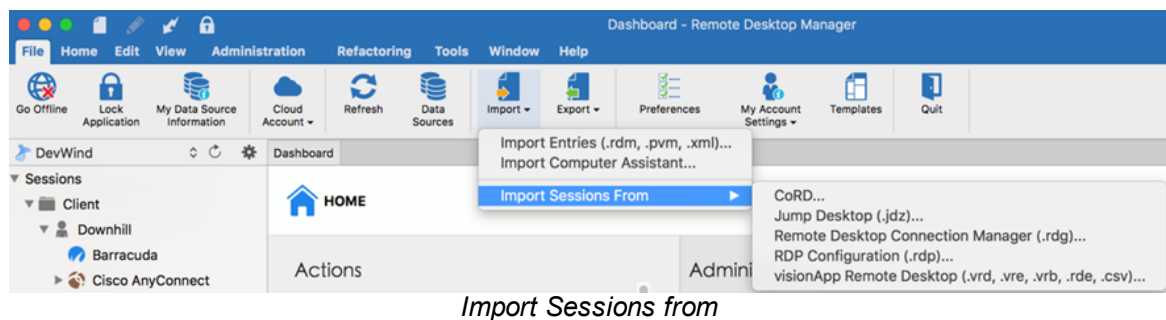 Dashboard - Remote Desktop Manager
File Home Edit View Administration Refactoring Tools Window Help
Go Offline
Lock Application
My Data Source Information
Cloud Account
Refresh
Data Sources
Import
Export
Preferences
My Account Settings
Templates
Quit
DevWind
Dashboard
Import Entries (.rdm, .pvm, .xml)...
Import Computer Assistant...
Import Sessions From
CoRD...
Jump Desktop (.jdz)...
Remote Desktop Connection Manager (.rdg)...
RDP Configuration (.rdp)...
visionApp Remote Desktop (.vrd, .vre, .vrb, .rde, .csv)...
Sessions
Client
Downhill
Barracuda
Cisco AnyConnect
HOME
Actions
Admini
Import Sessions from